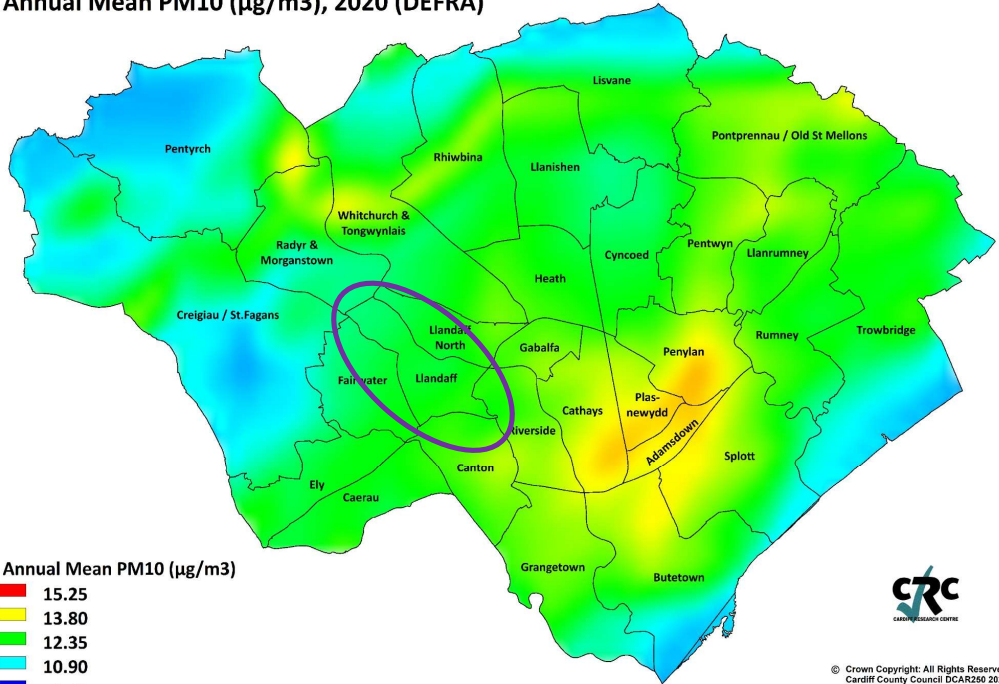 Annual Mean PM10 (µg/m3), 2020 (DEFRA)
Lisvane
Pontprennau / Old St Mellons
Pentyrch
Rhiwbina
Llanishen
Whitchurch &
Tongwynlais
Radyr &
Morganstown
Pentwyn
Cyncoed
Llanrumney
Heath
Creigiau / St.Fagans
Llandaff
North
Gabalfa
Rumney
Trowbridge
Penylan
Fairwater
Llandaff
Plas-
newydd
Cathays
Riverside
Adamsdown
Splott
Canton
Ely
Caerau
Grangetown
Butetown
Annual Mean PM10 (µg/m3)
15.25
13.80
12.35
10.90
CRC
CARDIFF RESEARCH CENTRE
© Crown Copyright: All Rights Reserve
Cardiff County Council DCAR250 20